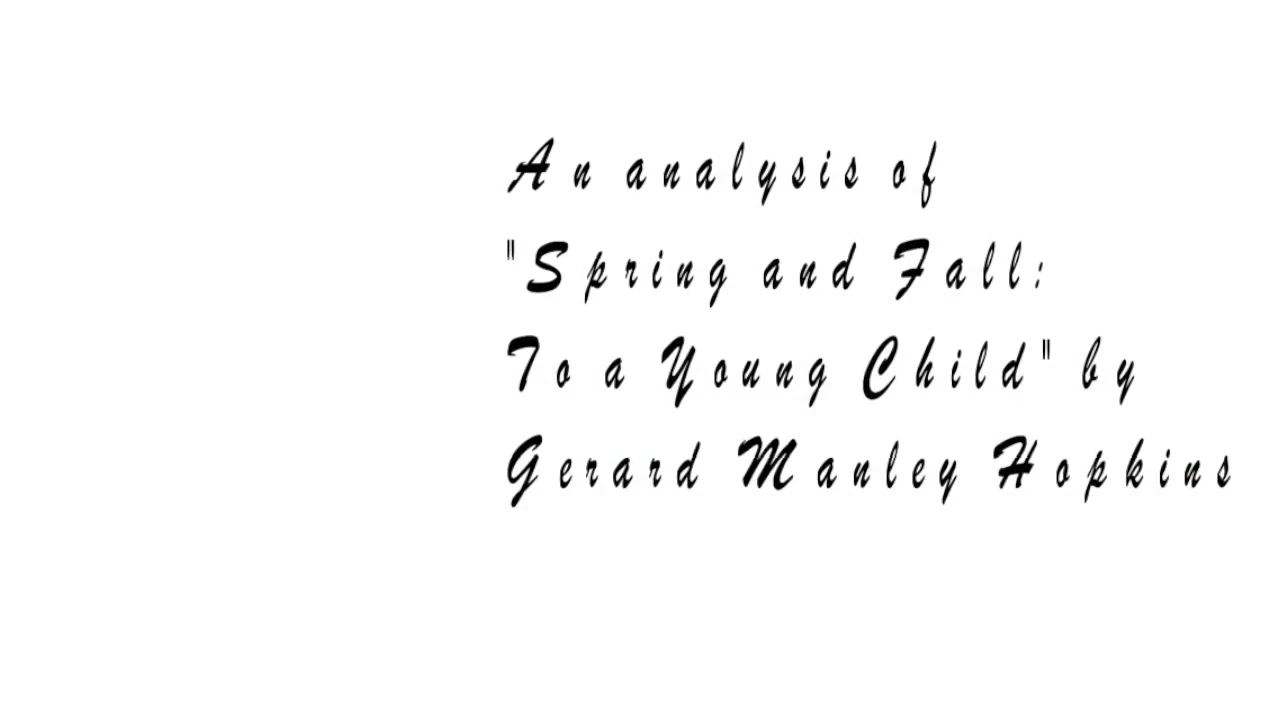 An analysis of
"Spring and Fall:
To a Young Child" by
Gerard Manley Hopkins